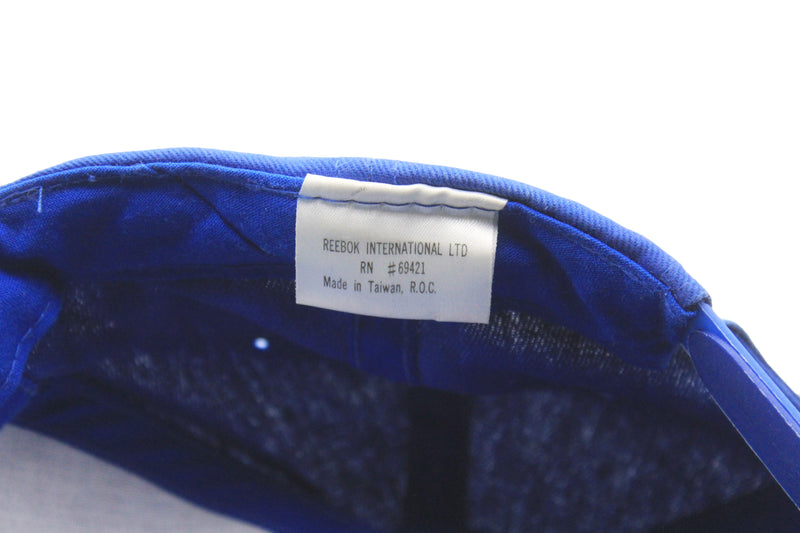 REEBOK INTERNATIONAL LTD
RN #69421
Made in Taiwan, R.O.C.